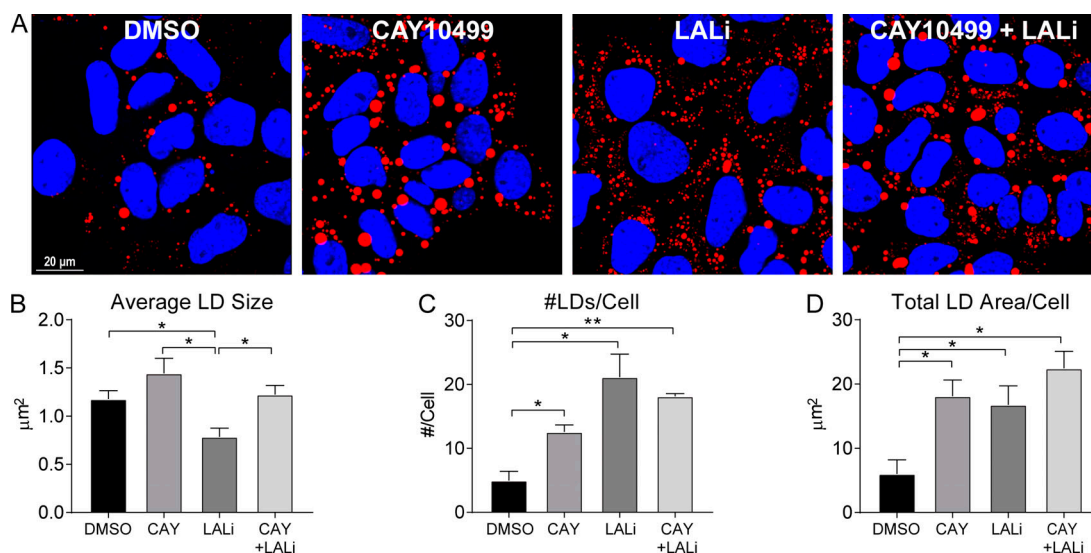 A
DMSO
CAY10499
LALi
CAY10499 + LALi
20 µm
B
Average LD Size
µm²
2.0
1.5
1.0
0.5
0.0
*
*
*
DMSO
CAY
LALi
CAY
+LALi
C
#LDs/Cell
#/Cell
30
20
10
0
**
*
*
DMSO
CAY
LALi
CAY
+LALi
D
Total LD Area/Cell
µm²
30
20
10
0
*
*
*
DMSO
CAY
LALi
CAY
+LALi